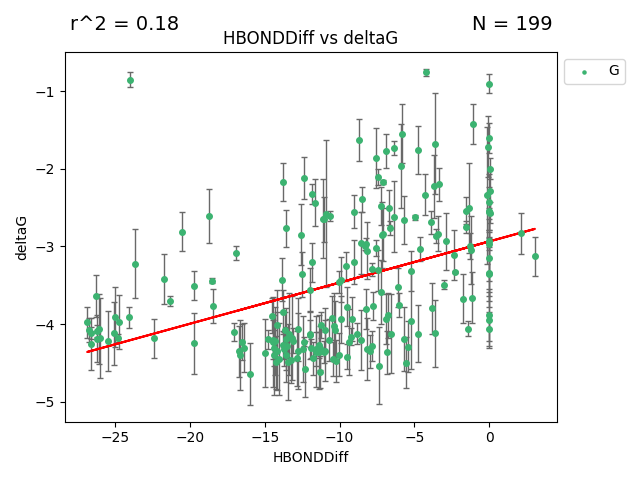 r^2 = 0.18 N = 199
HBONDDiff vs deltaG
G
−1
−2
−3
−4
−5
deltaG
−25 −20 −15 −10 −5 0
HBONDDiff